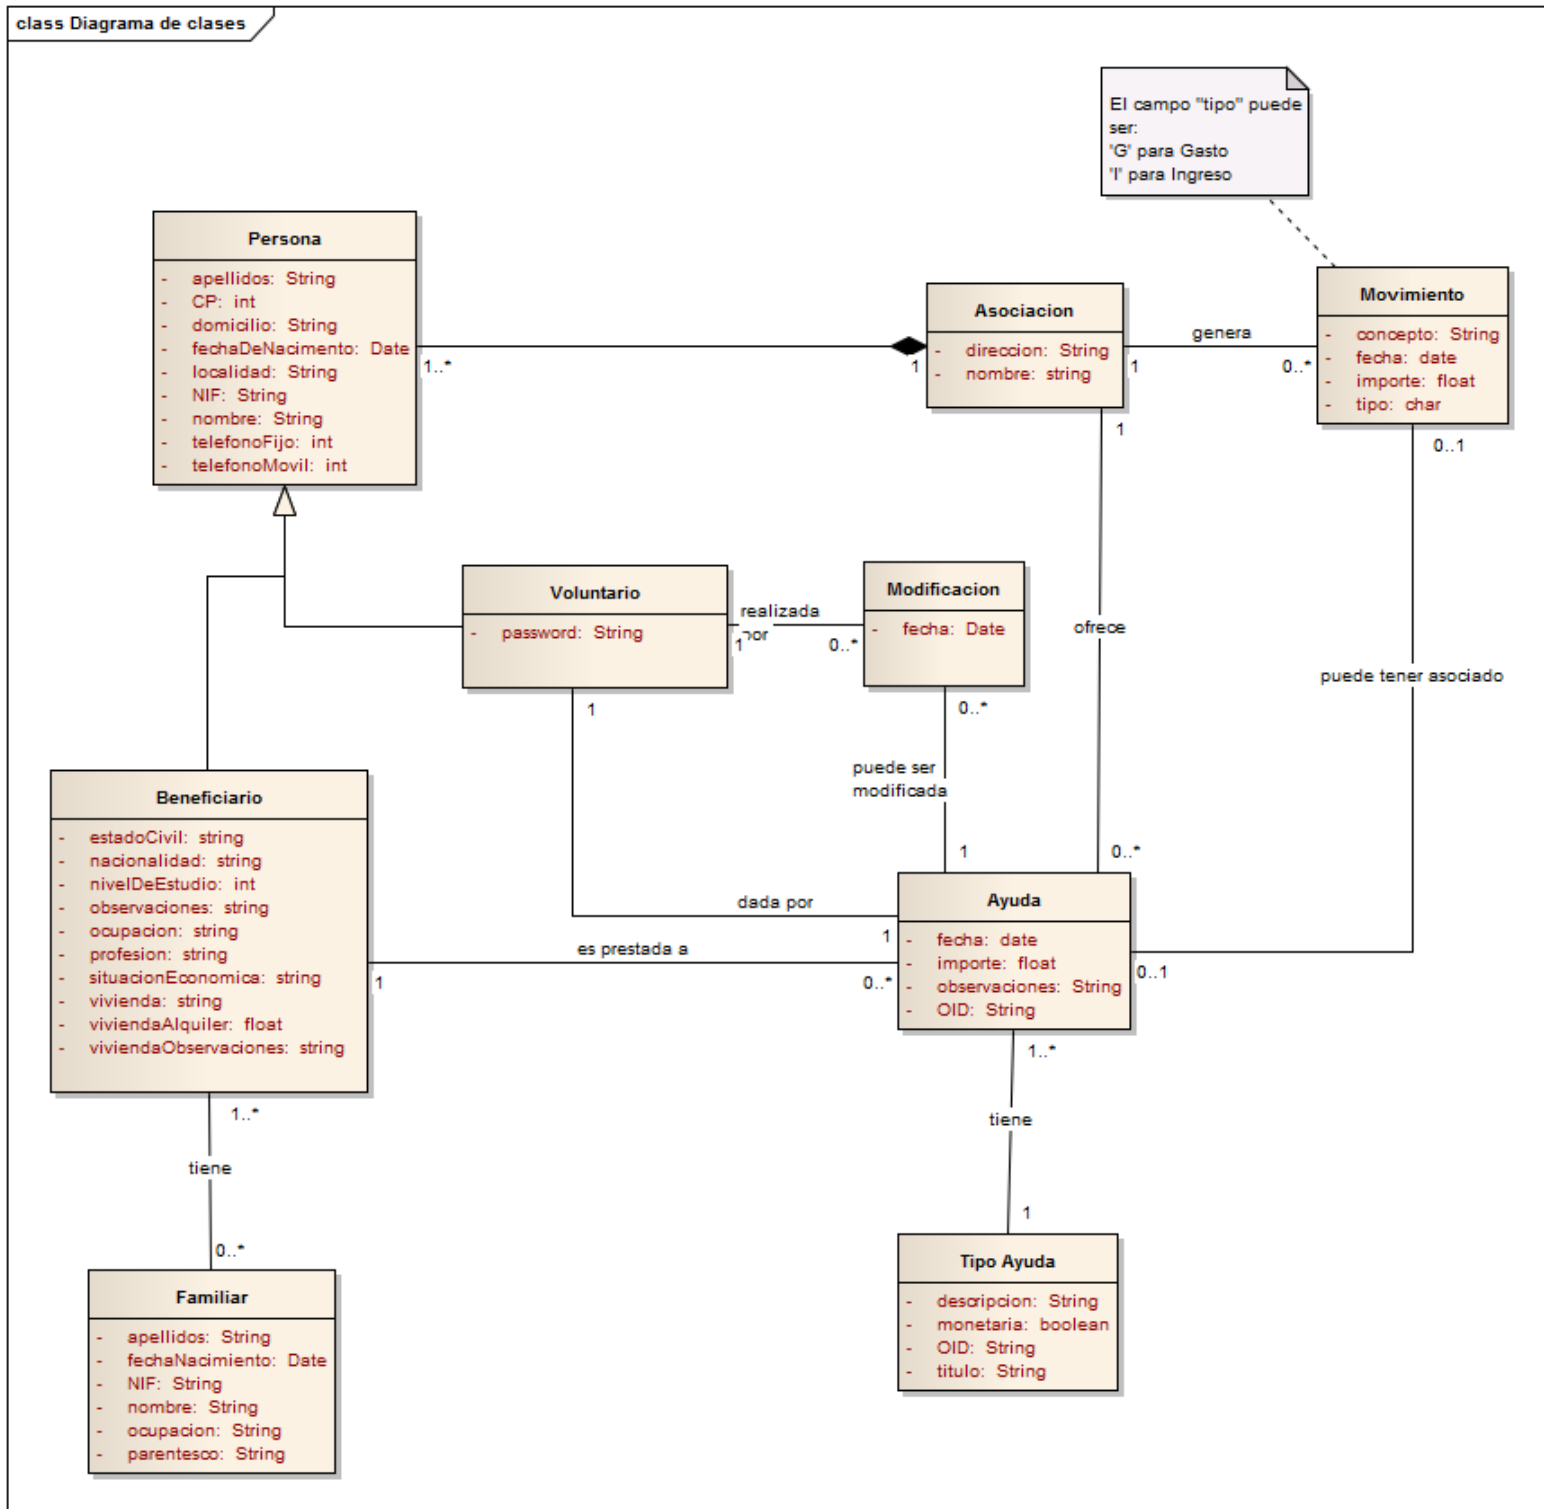 class Diagrama de clases
El campo "tipo" puede
ser:
'G' para Gasto
'I' para Ingreso
Persona
- apellidos: String
- CP: int
- domicilio: String
- fechaDeNacimento: Date
- localidad: String
- NIF: String
- nombre: String
- telefonoFijo: int
- telefonoMovil: int
1..*
1
Asociacion
- direccion: String
- nombre: string
1
genera
0..*
Movimiento
- concepto: String
- fecha: date
- importe: float
- tipo: char
1
0..1
Voluntario
- password: String
realizada
por
1
0..*
Modificacion
- fecha: Date
ofrece
puede tener asociado
1
0..*
puede ser
modificada
1
0..*
Beneficiario
- estadoCivil: string
- nacionalidad: string
- nivelDeEstudio: int
- observaciones: string
- ocupacion: string
- profesion: string
- situacionEconomica: string
- vivienda: string
- viviendaAlquiler: float
- viviendaObservaciones: string
dada por
1
es prestada a
1
0..*
Ayuda
- fecha: date
- importe: float
- observaciones: String
- OID: String
0..1
1..*
tiene
1
1..*
tiene
0..*
Tipo Ayuda
- descripcion: String
- monetaria: boolean
- OID: String
- titulo: String
Familiar
- apellidos: String
- fechaNacimiento: Date
- NIF: String
- nombre: String
- ocupacion: String
- parentesco: String